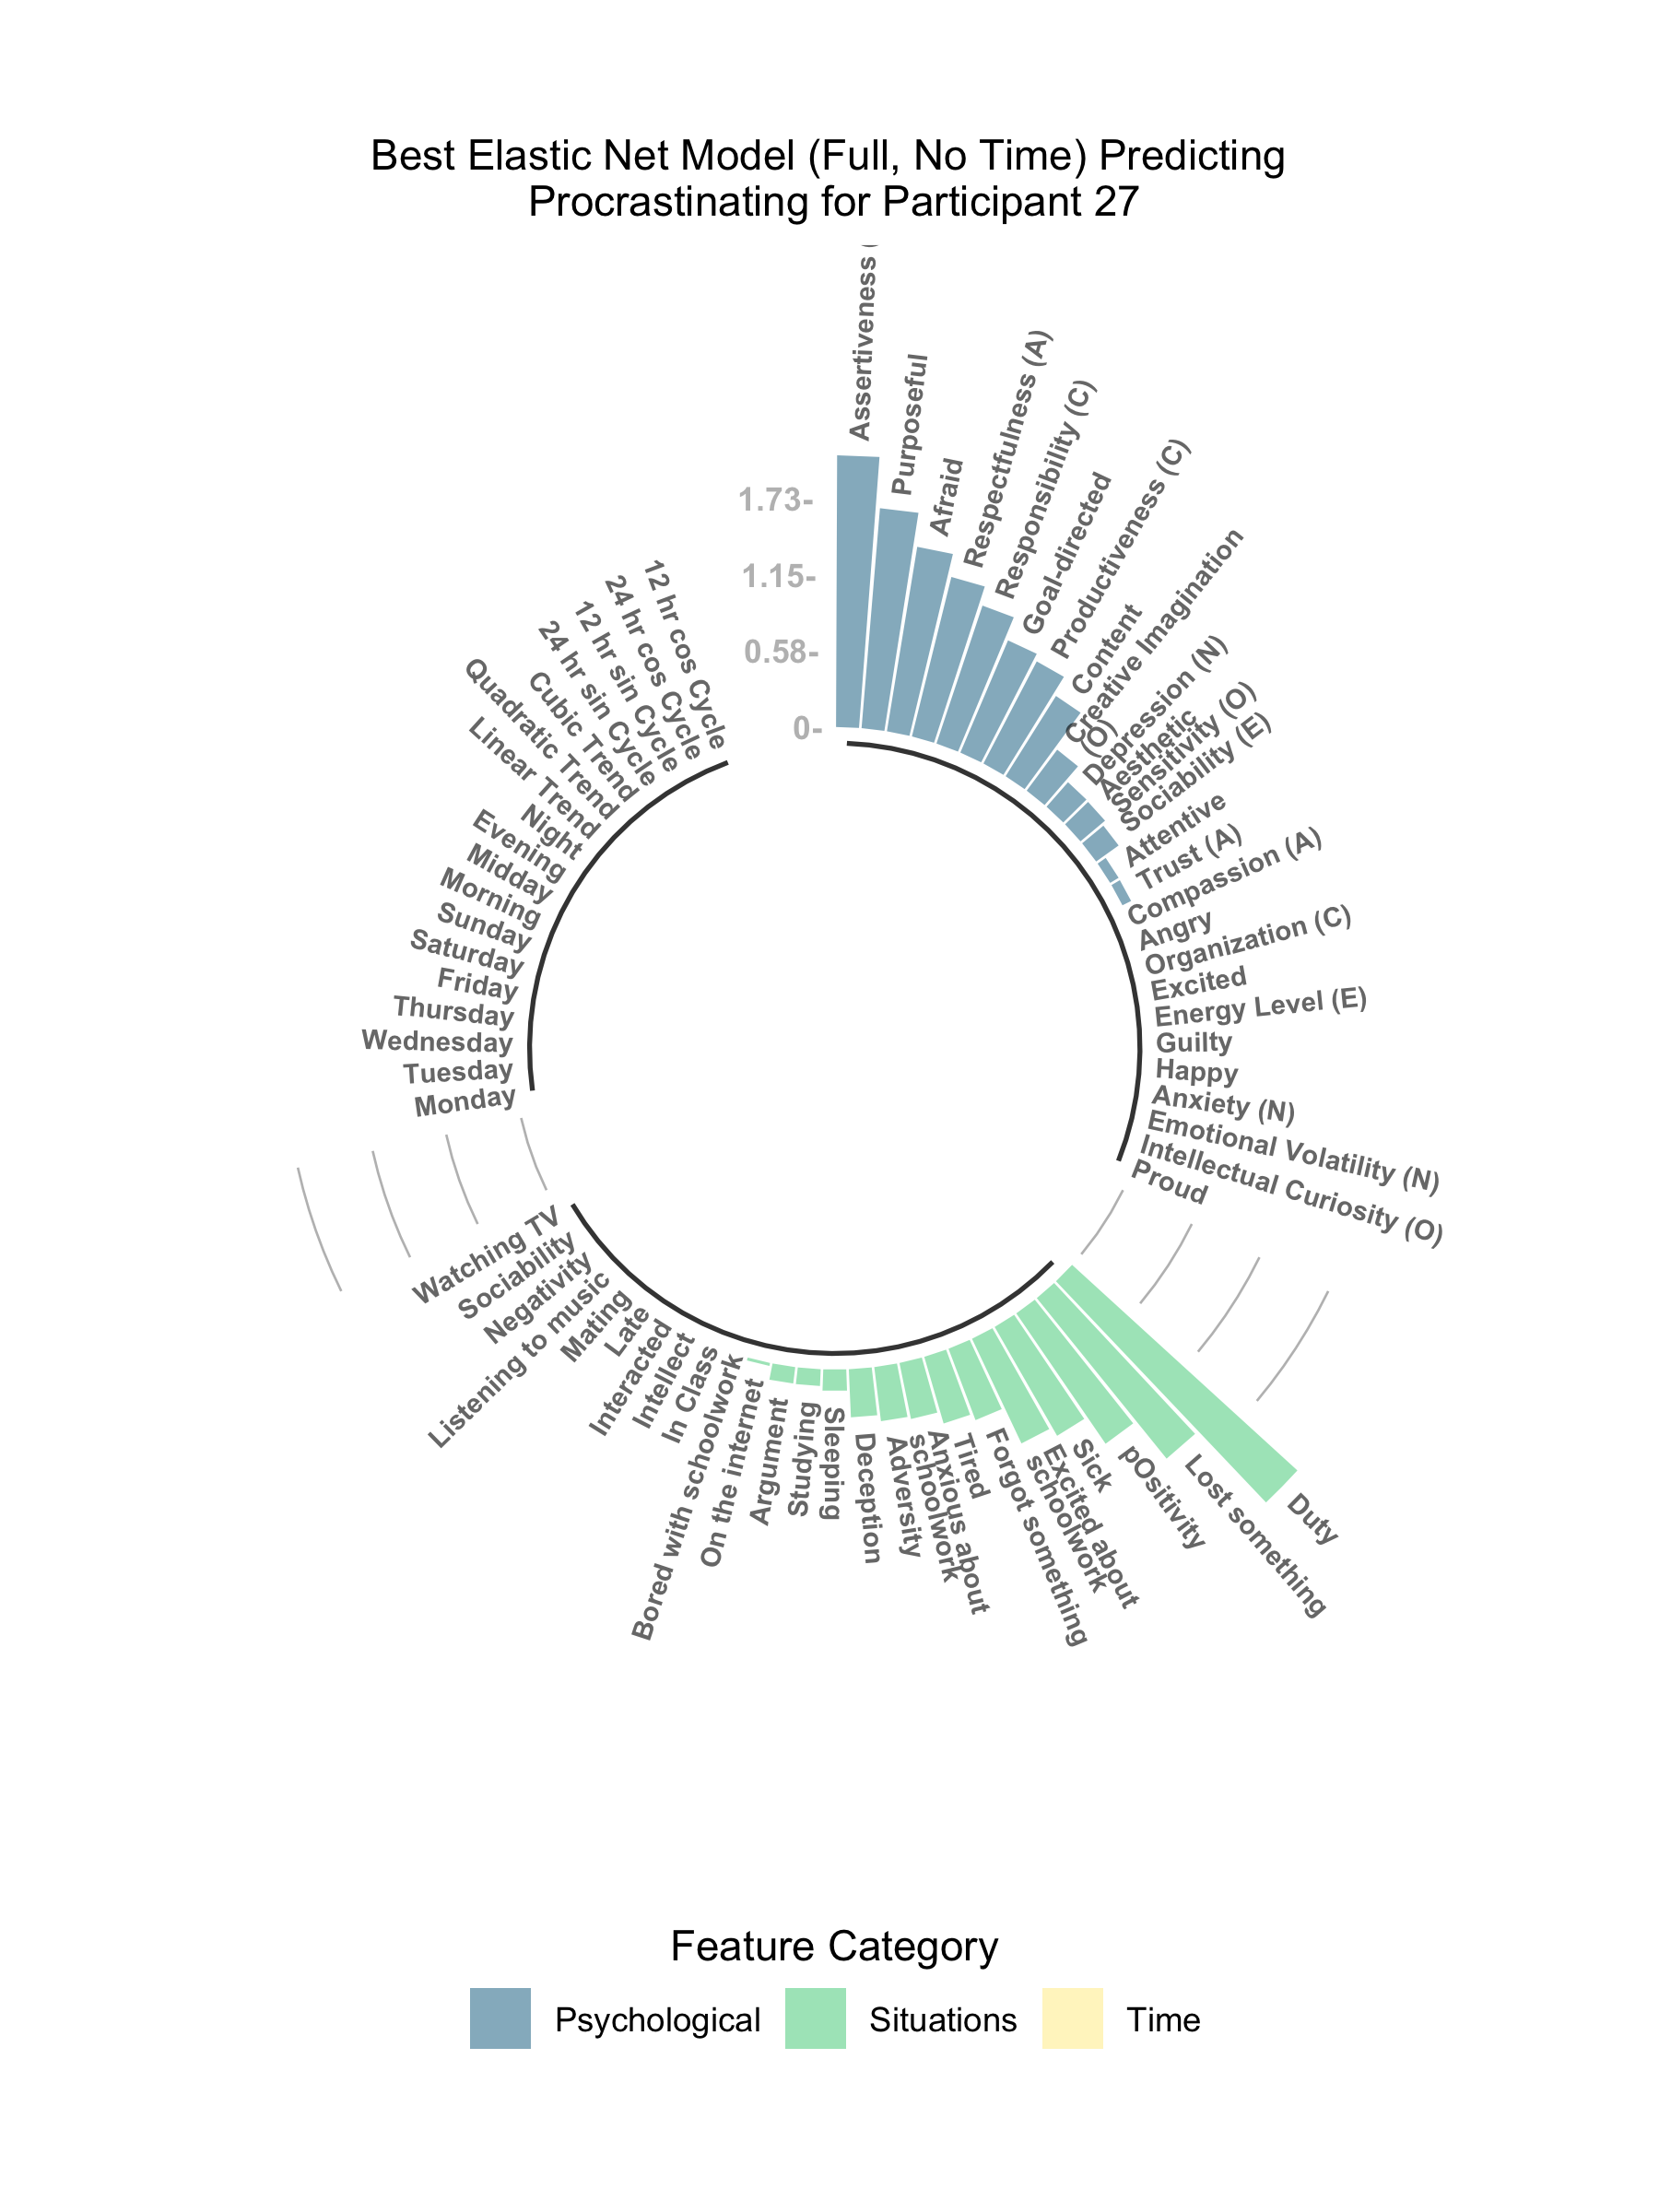 Best Elastic Net Model (Full, No Time) Predicting
Procrastinating for Participant 27
1.73-
1.15-
0.58-
0-
Assertiveness (
Purposeful
Afraid
Respectfulness (A)
Responsibility (C)
Goal-directed
Productiveness (C)
Content
Creative Imagination
(O)
Depression (N)
Aesthetic
Sensitivity (O)
Sociability (E)
Attentive
Trust (A)
Compassion (A)
Angry
Organization (C)
Excited
Energy Level (E)
Guilty
Happy
Anxiety (N)
Emotional Volatility (N)
Intellectual Curiosity (O)
Proud
Duty
Lost something
pOsitivity
Sick
Excited about
schoolwork
Forgot something
Tired
Anxious about
schoolwork
Adversity
Deception
Sleeping
Studying
Argument
On the internet
Bored with schoolwork
In Class
Intellect
Interacted
Late
Mating
Listening to music
Negativity
Sociability
Watching TV
Monday
Tuesday
Wednesday
Thursday
Friday
Saturday
Sunday
Morning
Midday
Evening
Night
Linear Trend
Quadratic Trend
Cubic Trend
24 hr sin Cycle
12 hr sin Cycle
24 hr cos Cycle
12 hr cos Cycle
Feature Category
Psychological
Situations
Time